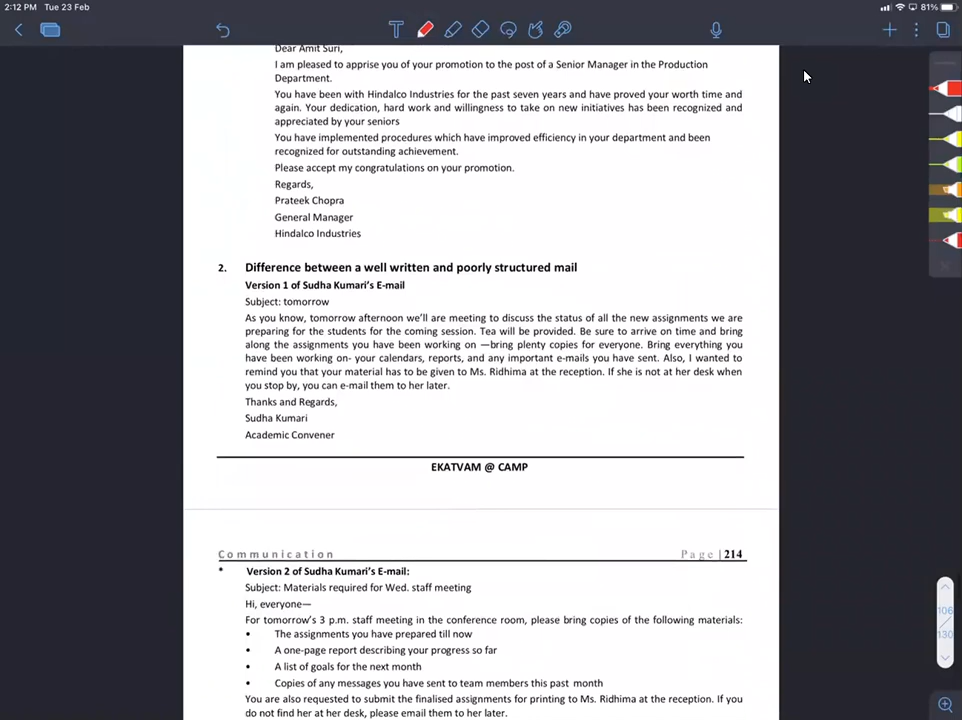 2:12 PM Tue 23 Feb
81%
Dear Amit Suri,
I am pleased to apprise you of your promotion to the post of a Senior Manager in the Production
Department.
You have been with Hindalco Industries for the past seven years and have proved your worth time and
again. Your dedication, hard work and willingness to take on new initiatives has been recognized and
appreciated by your seniors
You have implemented procedures which have improved efficiency in your department and been
recognized for outstanding achievement.
Please accept my congratulations on your promotion.
Regards,
Prateek Chopra
General Manager
Hindalco Industries
2. Difference between a well written and poorly structured mail
Version 1 of Sudha Kumari's E-mail
Subject: tomorrow
As you know, tomorrow afternoon we'll are meeting to discuss the status of all the new assignments we are
preparing for the students for the coming session. Tea will be provided. Be sure to arrive on time and bring
along the assignments you have been working on —bring plenty copies for everyone. Bring everything you
have been working on- your calendars, reports, and any important e-mails you have sent. Also, I wanted to
remind you that your material has to be given to Ms. Ridhima at the reception. If she is not at her desk when
you stop by, you can e-mail them to her later.
Thanks and Regards,
Sudha Kumari
Academic Convener
EKATVAM @ CAMP
Communication Page | 214
* Version 2 of Sudha Kumari's E-mail:
Subject: Materials required for Wed. staff meeting
Hi, everyone—
For tomorrow's 3 p.m. staff meeting in the conference room, please bring copies of the following materials:
• The assignments you have prepared till now
• A one-page report describing your progress so far
• A list of goals for the next month
• Copies of any messages you have sent to team members this past month
You are also requested to submit the finalised assignments for printing to Ms. Ridhima at the reception. If you
do not find her at her desk, please email them to her later.
106
130